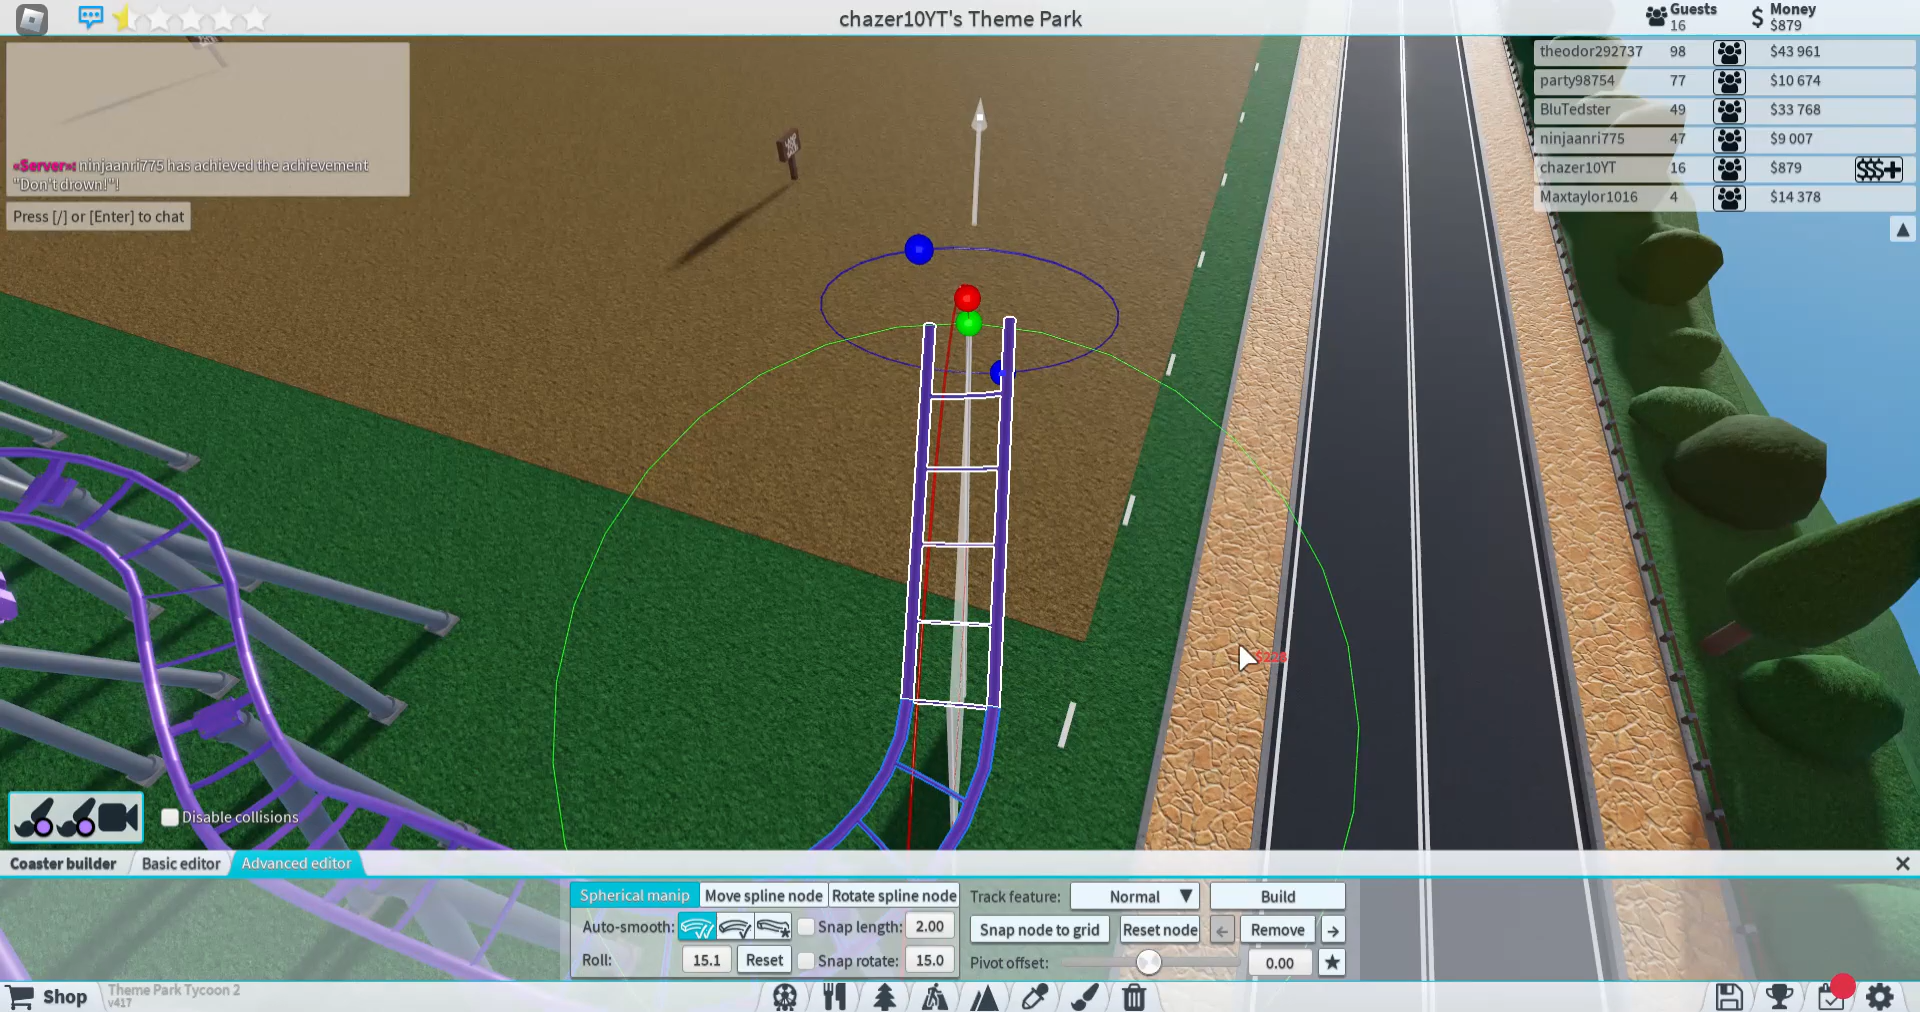 chazer10YT's Theme Park
Guests
16
$ Money
$879
theodor292737 98 $43 961
party98754 77 $10 674
BluTedster 49 $33 768
ninjaanri775 47 $9 007
chazer10YT 16 $879 $$$+
Maxtaylor1016 4 $14 378
«Server»: ninjaanri775 has achieved the achievement
"Don't drown!"!
Press [/] or [Enter] to chat
$228
Disable collisions
Coaster builder Basic editor Advanced editor
Spherical manip Move spline node Rotate spline node Track feature: Normal Build
Auto-smooth: Snap length: 2.00 Snap node to grid Reset node Remove
Roll: 15.1 Reset Snap rotate: 15.0 Pivot offset: 0.00
Shop
Theme Park Tycoon 2
v417